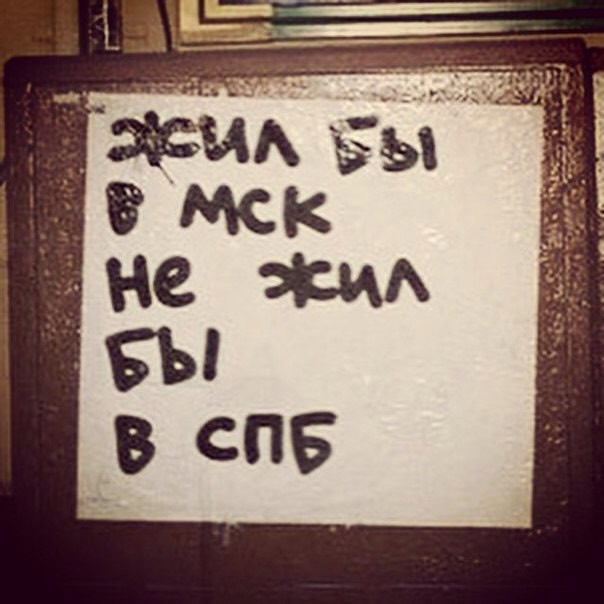 жил бы
в мск
не жил
бы
в спб